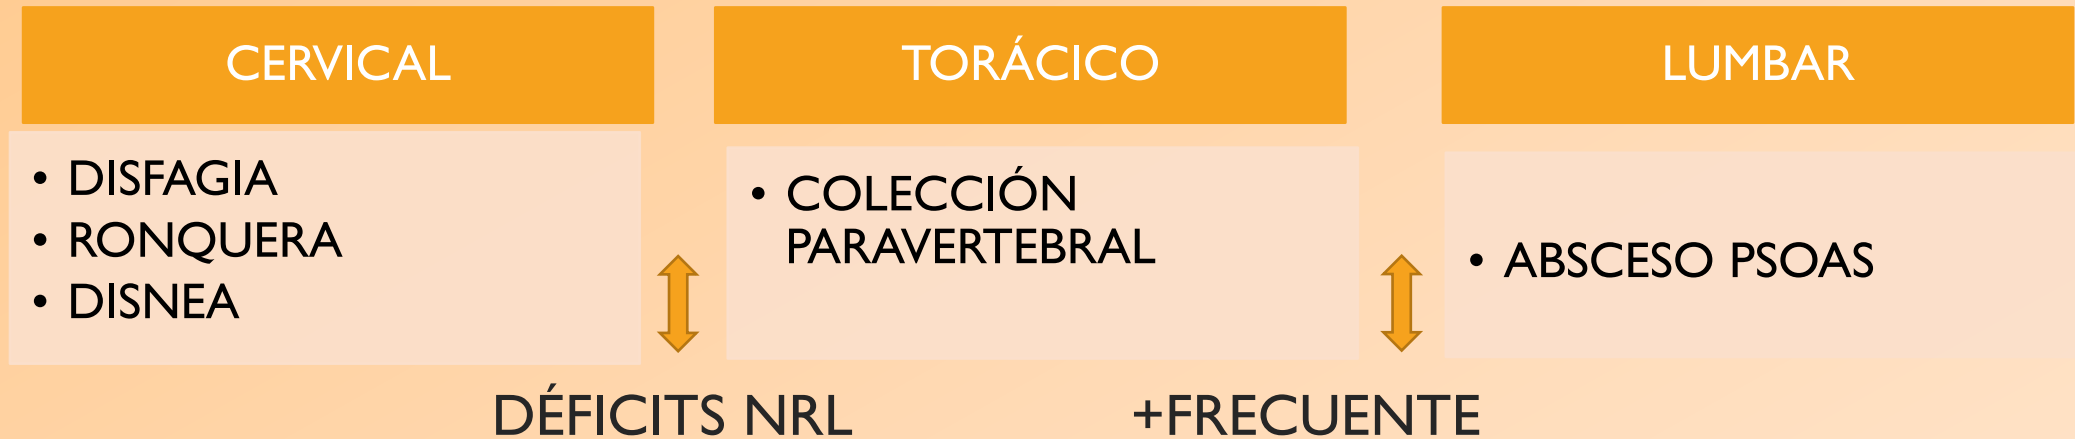 CERVICAL
• DISFAGIA
• RONQUERA
• DISNEA
TORÁCICO
• COLECCIÓN
PARAVERTEBRAL
LUMBAR
• ABSCESO PSOAS
DÉFICITS NRL
+FRECUENTE